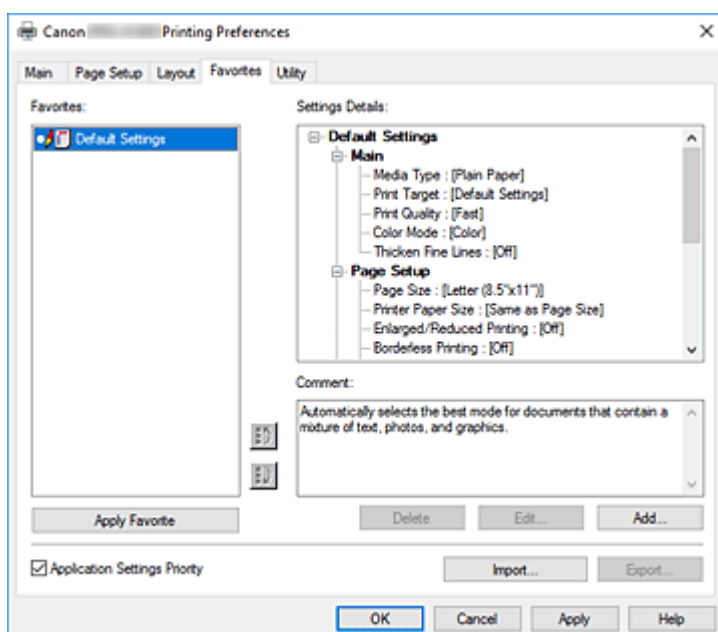 Canon Printing Preferences
Main Page Setup Layout Favorites Utility
Favorites:
Default Settings
Settings Details:
Default Settings
Main
Media Type : [Plain Paper]
Print Target : [Default Settings]
Print Quality : [Fast]
Color Mode : [Color]
Thicken Fine Lines : [Off]
Page Setup
Page Size : [Letter (8.5"x11")]
Printer Paper Size : [Same as Page Size]
Enlarged/Reduced Printing : [Off]
Borderless Printing : [Off]
Comment:
Automatically selects the best mode for documents that contain a
mixture of text, photos, and graphics.
Apply Favorite
Delete Edit... Add...
Application Settings Priority
Import... Export...
OK Cancel Apply Help